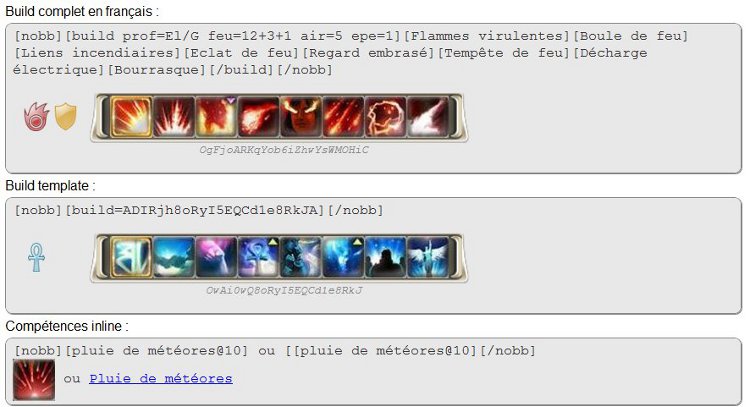 Build complet en français :
[nobb][build prof=El/G feu=12+3+1 air=5 epe=1][Flammes virulentes][Boule de feu]
[Liens incendiaires][Eclat de feu][Regard embrasé][Tempête de feu][Décharge
électrique][Bourrasque][/build][/nobb]
OgFjoARKqYob6iZhwYsWMOHiC
Build template :
[nobb][build=ADIRjh8oRyI5EQCd1e8RkJA][/nobb]
OwAi0wQ8oRyI5EQCd1e8RkJ
Compétences inline :
[nobb][pluie de météores@10] ou [[pluie de météores@10][/nobb]
ou Pluie de météores